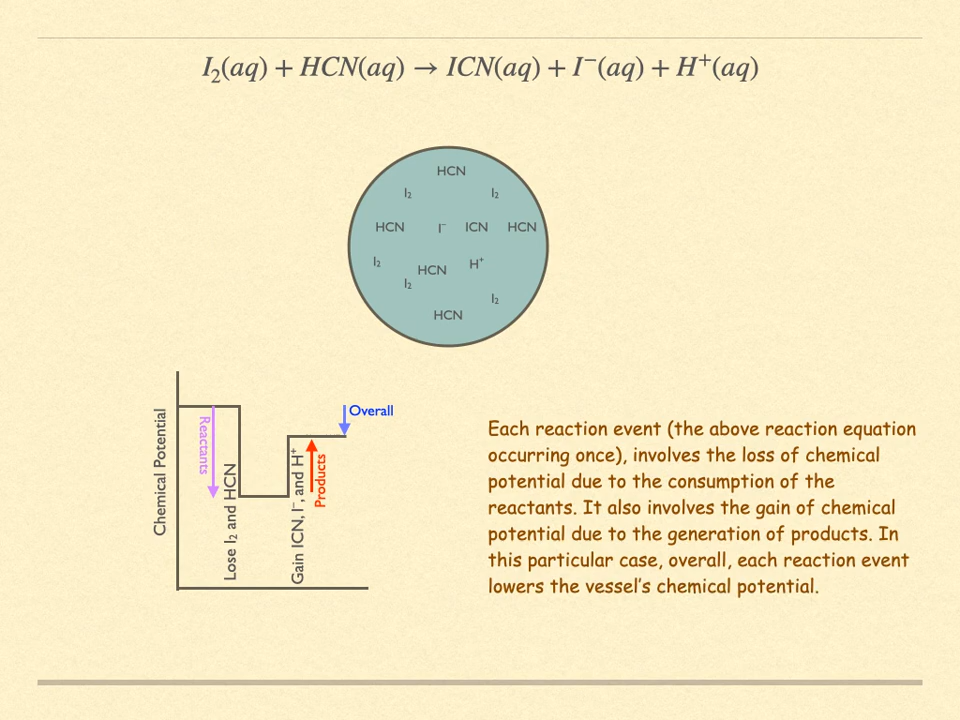 I₂(aq) + HCN(aq) → ICN(aq) + I⁻(aq) + H⁺(aq)
HCN
I₂ I₂
HCN I⁻ ICN HCN
I₂ HCN H⁺
I₂ I₂
HCN
Chemical Potential
Reactants
Lose I₂ and HCN
Gain ICN, I⁻, and H⁺
Products
Overall
Each reaction event (the above reaction equation
occurring once), involves the loss of chemical
potential due to the consumption of the
reactants. It also involves the gain of chemical
potential due to the generation of products. In
this particular case, overall, each reaction event
lowers the vessel's chemical potential.